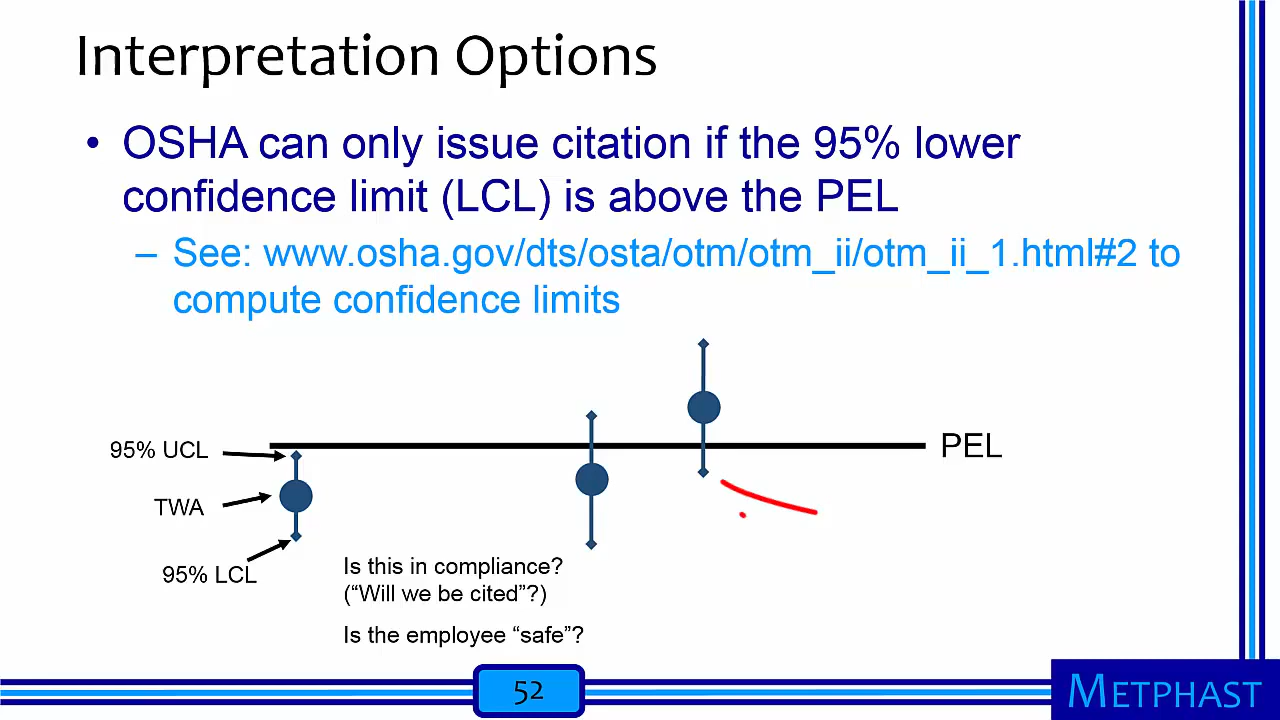 Interpretation Options
• OSHA can only issue citation if the 95% lower
confidence limit (LCL) is above the PEL
– See: www.osha.gov/dts/osta/otm/otm_ii/otm_ii_1.html#2 to
compute confidence limits
95% UCL
PEL
TWA
95% LCL
Is this in compliance?
(“Will we be cited”?)
Is the employee “safe”?
52
METPHAST